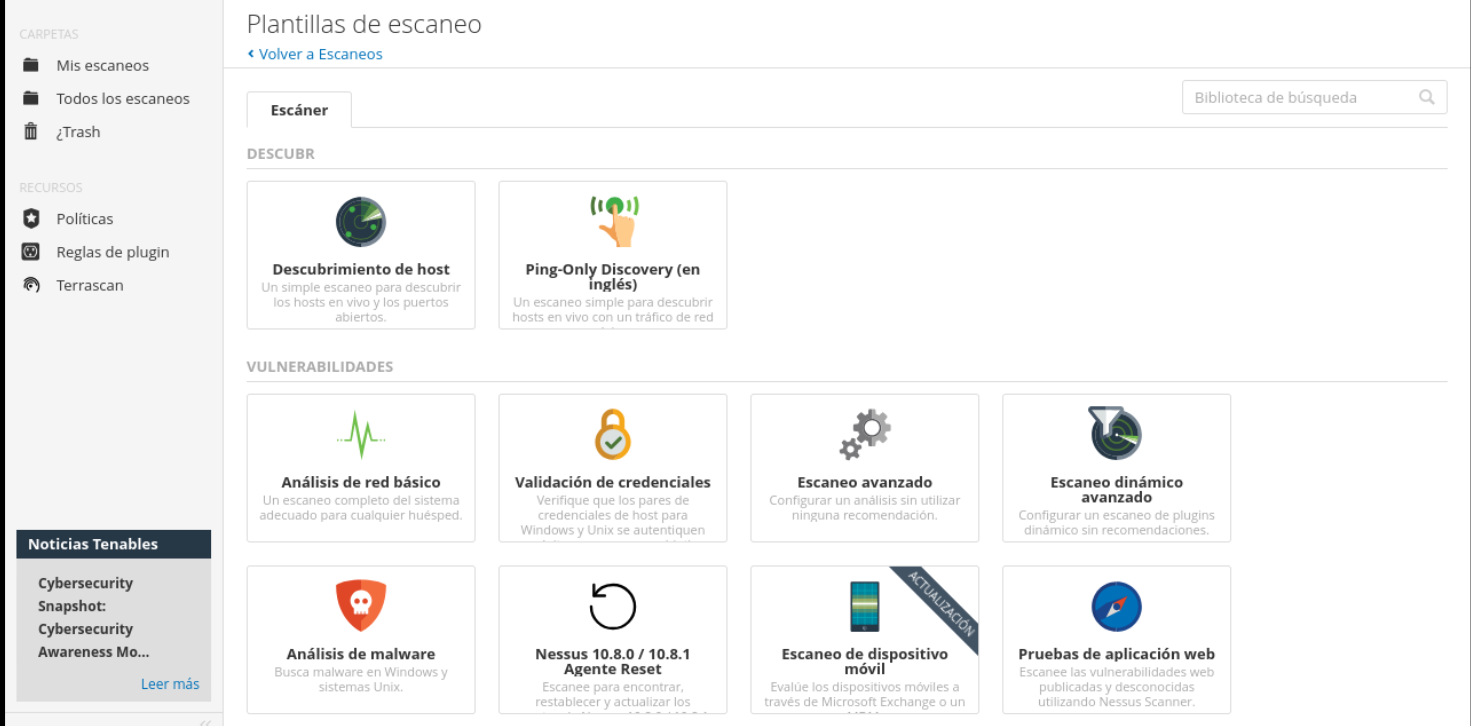 CARPETAS
Mis escaneos
Todos los escaneos
¿Trash
RECURSOS
Políticas
Reglas de plugin
Terrascan
Noticias Tenables
Cybersecurity
Snapshot:
Cybersecurity
Awareness Mo...
Leer más
Plantillas de escaneo
Volver a Escaneos
Escáner
Biblioteca de búsqueda
DESCUBR
Descubrimiento de host
Un simple escaneo para descubrir
los hosts en vivo y los puertos
abiertos.
Ping-Only Discovery (en
inglés)
Un escaneo simple para descubrir
hosts en vivo con un tráfico de red
VULNERABILIDADES
Análisis de red básico
Un escaneo completo del sistema
adecuado para cualquier huésped.
Validación de credenciales
Verifique que los pares de
credenciales de host para
Windows y Unix se autentiquen
Escaneo avanzado
Configurar un análisis sin utilizar
ninguna recomendación.
Escaneo dinámico
avanzado
Configurar un escaneo de plugins
dinámico sin recomendaciones.
Análisis de malware
Busca malware en Windows y
sistemas Unix.
Nessus 10.8.0 / 10.8.1
Agente Reset
Escanee para encontrar,
restablecer y actualizar los
ACTUALIZACIÓN
Escaneo de dispositivo
móvil
Evalúe los dispositivos móviles a
través de Microsoft Exchange o un
Pruebas de aplicación web
Escanee las vulnerabilidades web
publicadas y desconocidas
utilizando Nessus Scanner.